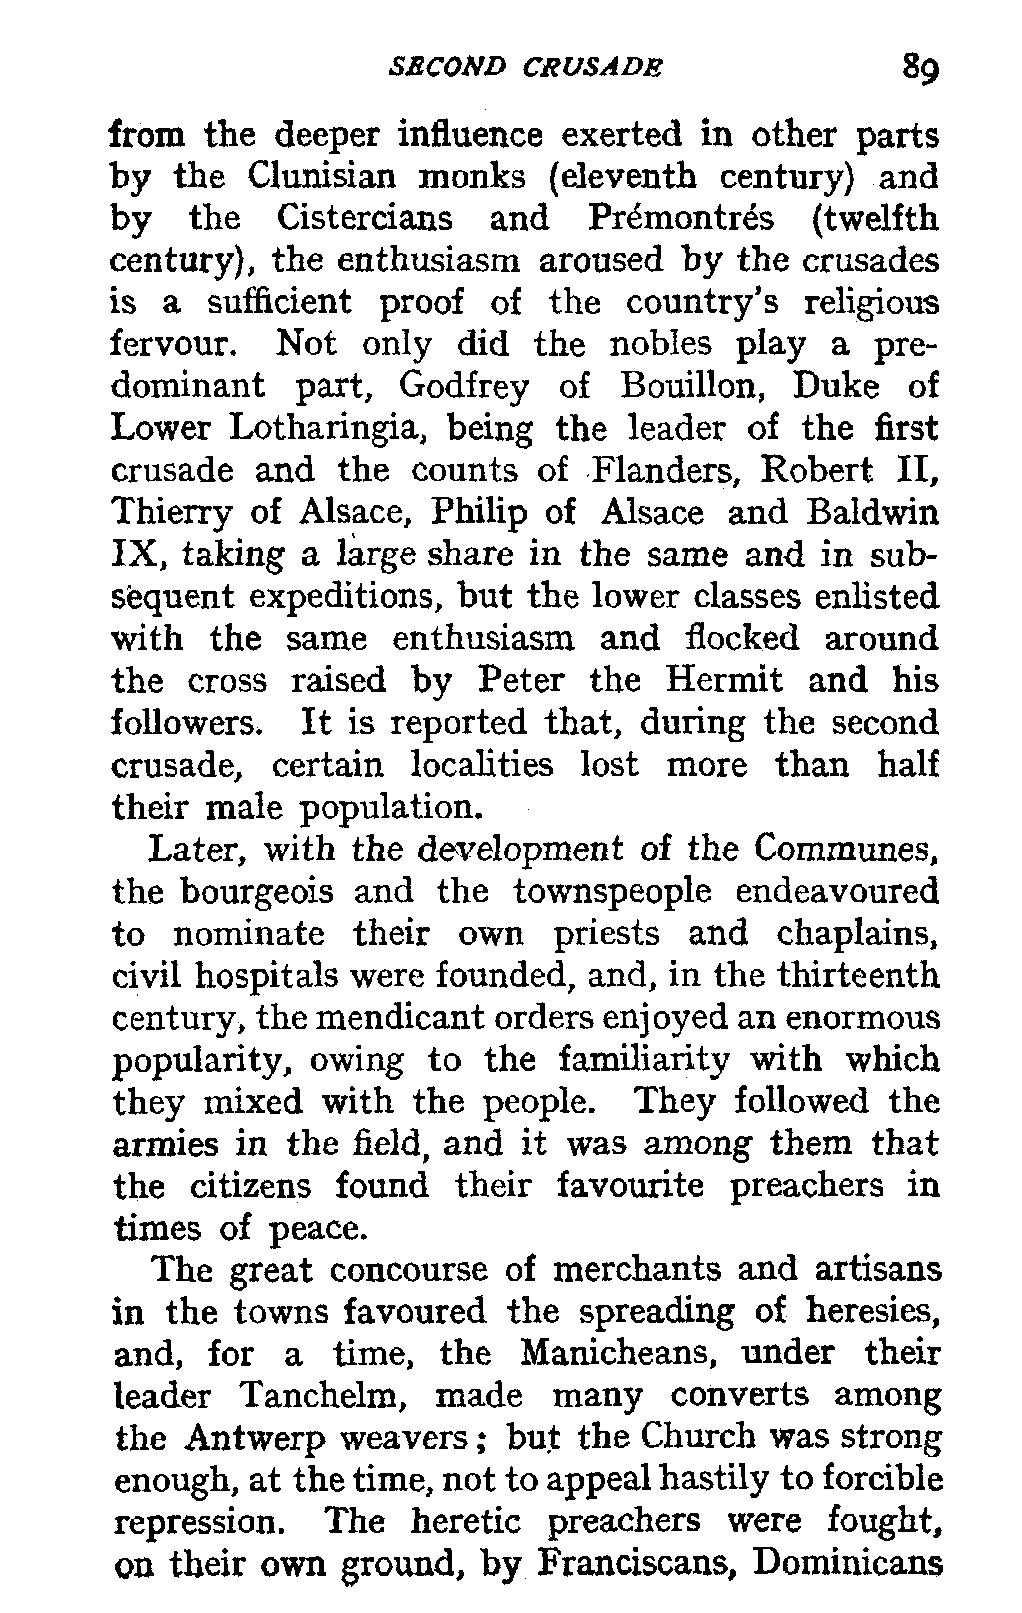 SECOND CRUSADE 89
from the deeper influence exerted in other parts
by the Clunisian monks (eleventh century) and
by the Cistercians and Prémontrés (twelfth
century), the enthusiasm aroused by the crusades
is a sufficient proof of the country's religious
fervour. Not only did the nobles play a pre-
dominant part, Godfrey of Bouillon, Duke of
Lower Lotharingia, being the leader of the first
crusade and the counts of Flanders, Robert II,
Thierry of Alsace, Philip of Alsace and Baldwin
IX, taking a large share in the same and in sub-
sequent expeditions, but the lower classes enlisted
with the same enthusiasm and flocked around
the cross raised by Peter the Hermit and his
followers. It is reported that, during the second
crusade, certain localities lost more than half
their male population.
Later, with the development of the Communes,
the bourgeois and the townspeople endeavoured
to nominate their own priests and chaplains,
civil hospitals were founded, and, in the thirteenth
century, the mendicant orders enjoyed an enormous
popularity, owing to the familiarity with which
they mixed with the people. They followed the
armies in the field, and it was among them that
the citizens found their favourite preachers in
times of peace.
The great concourse of merchants and artisans
in the towns favoured the spreading of heresies,
and, for a time, the Manicheans, under their
leader Tanchelm, made many converts among
the Antwerp weavers; but the Church was strong
enough, at the time, not to appeal hastily to forcible
repression. The heretic preachers were fought,
on their own ground, by Franciscans, Dominicans